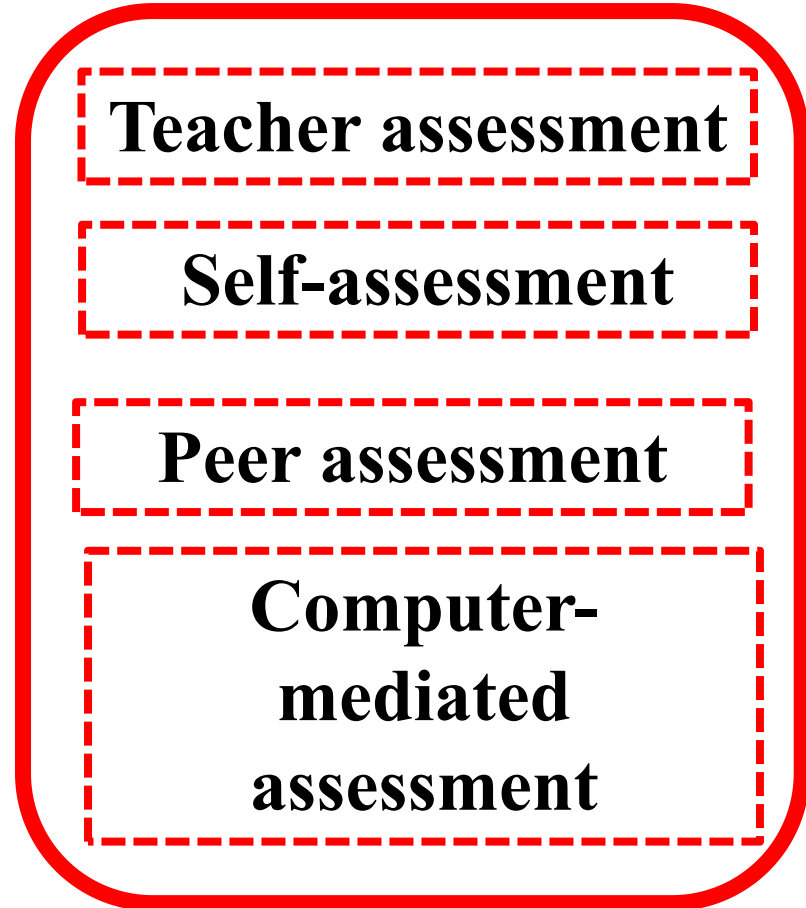 Teacher assessment
Self-assessment
Peer assessment
Computer-
mediated
assessment